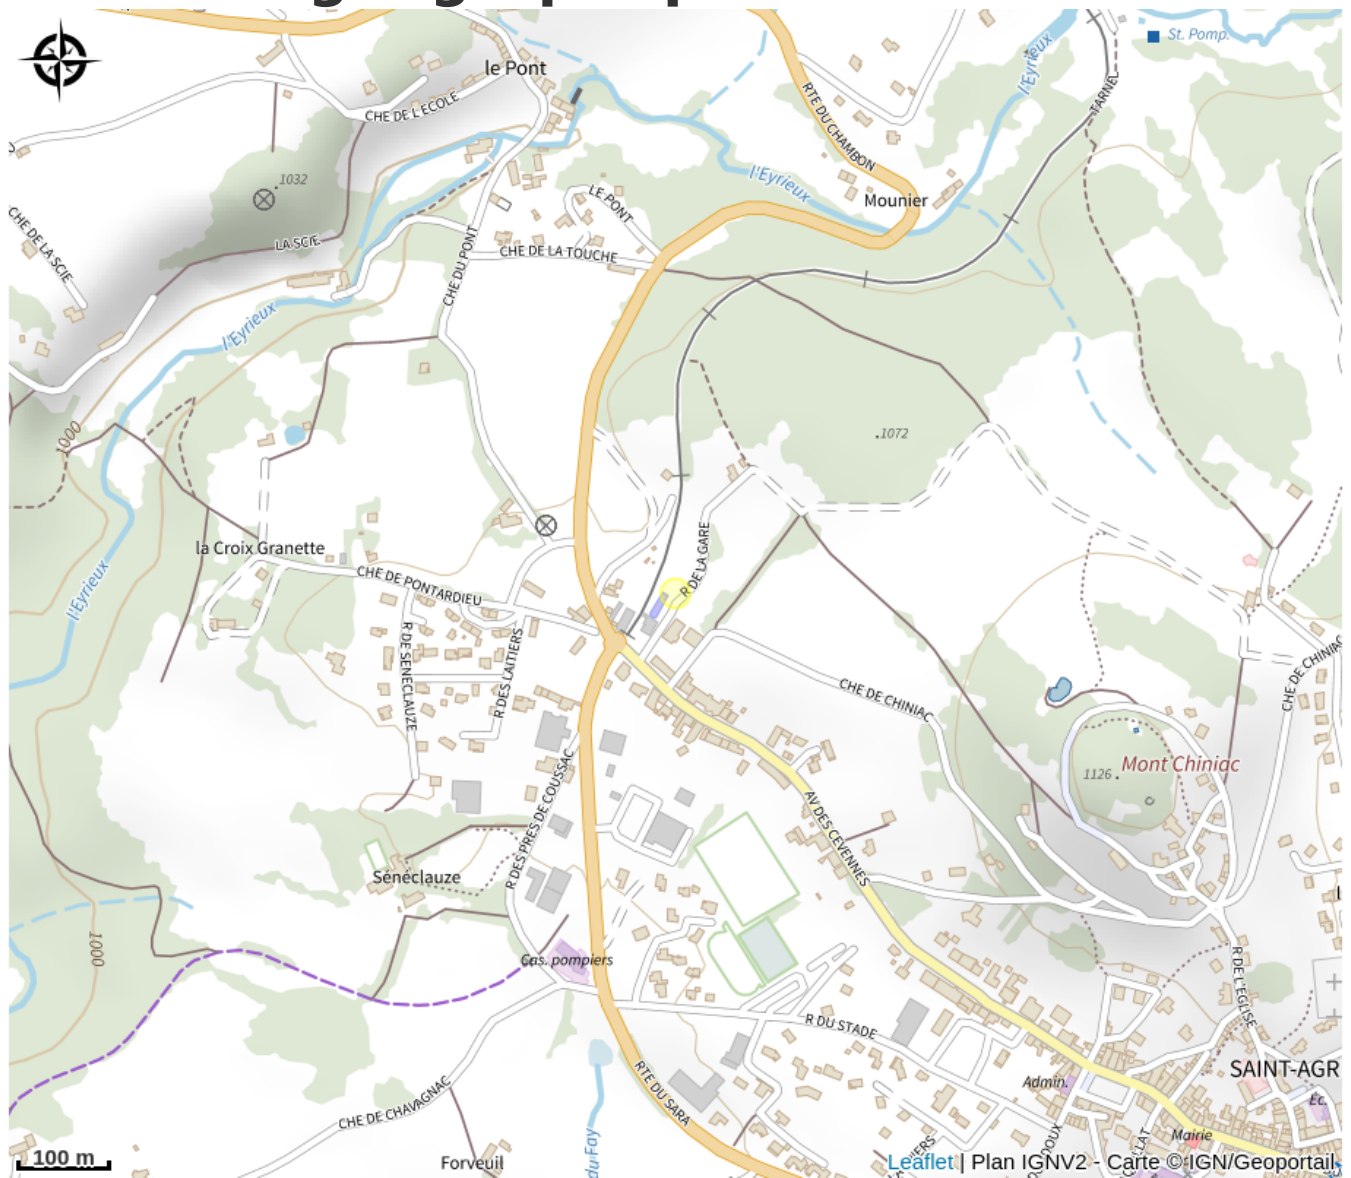 le Pont
St. Pomp.
l'Eyrieux
TARNEL
CHE DE L'ECOLE
RTE DU CHAMBON
1032
l'Eyrieux
LE PONT
Mounier
CHE DE LA SCIE
LA SCIE
CHE DU PONT
CHE DE LA TOUCHE
l'Eyrieux
1000
1072
la Croix Granette
R DE LA GARE
CHE DE PONTARDIEU
l'Eyrieux
R DE SENECLAUZE
R DES LAITIERS
CHE DE CHINIAC
CHE DE CHINIAC
Mont Chiniac
1126
R DES PRES DE COUSSAC
AV DES CEVENNES
Sénéclauze
1000
Cas. pompiers
R DE L'EGLISE
R DU STADE
SAINT-AGR
Admin.
Ec.
RTE DU SARA
CHE DE CHAVAGNAC
Mairie
du Fay
Forveuil
100 m
Leaflet | Plan IGNV2 - Carte © IGN/Geoportail